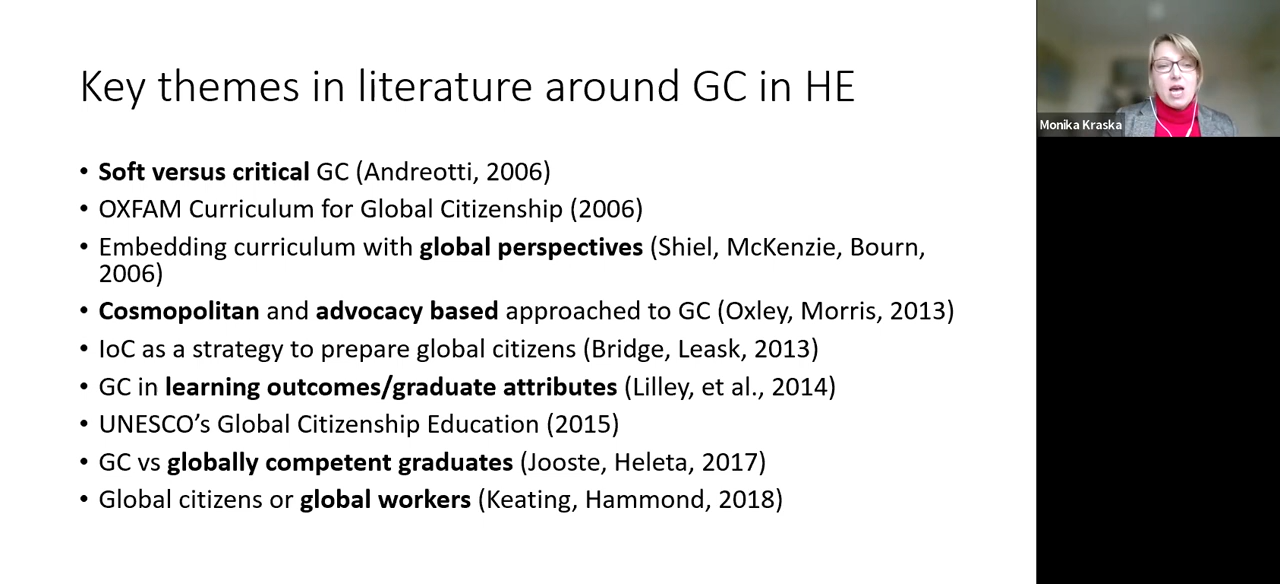 Key themes in literature around GC in HE
• Soft versus critical GC (Andreotti, 2006)
• OXFAM Curriculum for Global Citizenship (2006)
• Embedding curriculum with global perspectives (Shiel, McKenzie, Bourn,
2006)
• Cosmopolitan and advocacy based approached to GC (Oxley, Morris, 2013)
• IoC as a strategy to prepare global citizens (Bridge, Leask, 2013)
• GC in learning outcomes/graduate attributes (Lilley, et al., 2014)
• UNESCO’s Global Citizenship Education (2015)
• GC vs globally competent graduates (Jooste, Heleta, 2017)
• Global citizens or global workers (Keating, Hammond, 2018)
Monika Kraska